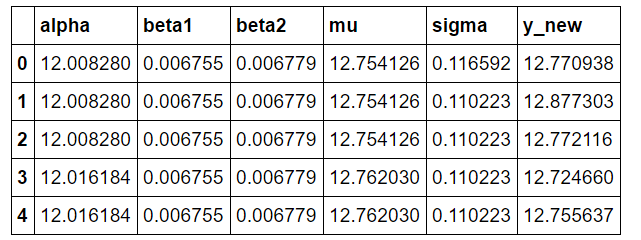 alpha beta1 beta2 mu sigma y_new
0 12.008280 0.006755 0.006779 12.754126 0.116592 12.770938
1 12.008280 0.006755 0.006779 12.754126 0.110223 12.877303
2 12.008280 0.006755 0.006779 12.754126 0.110223 12.772116
3 12.016184 0.006755 0.006779 12.762030 0.110223 12.724660
4 12.016184 0.006755 0.006779 12.762030 0.110223 12.755637